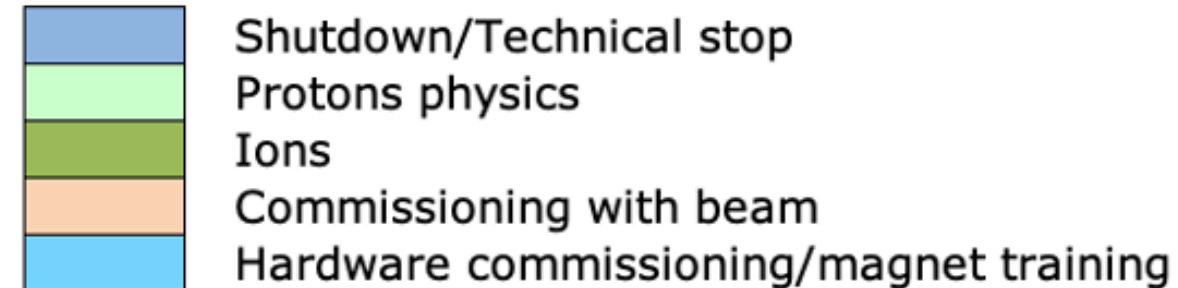 Shutdown/Technical stop
Protons physics
Ions
Commissioning with beam
Hardware commissioning/magnet training